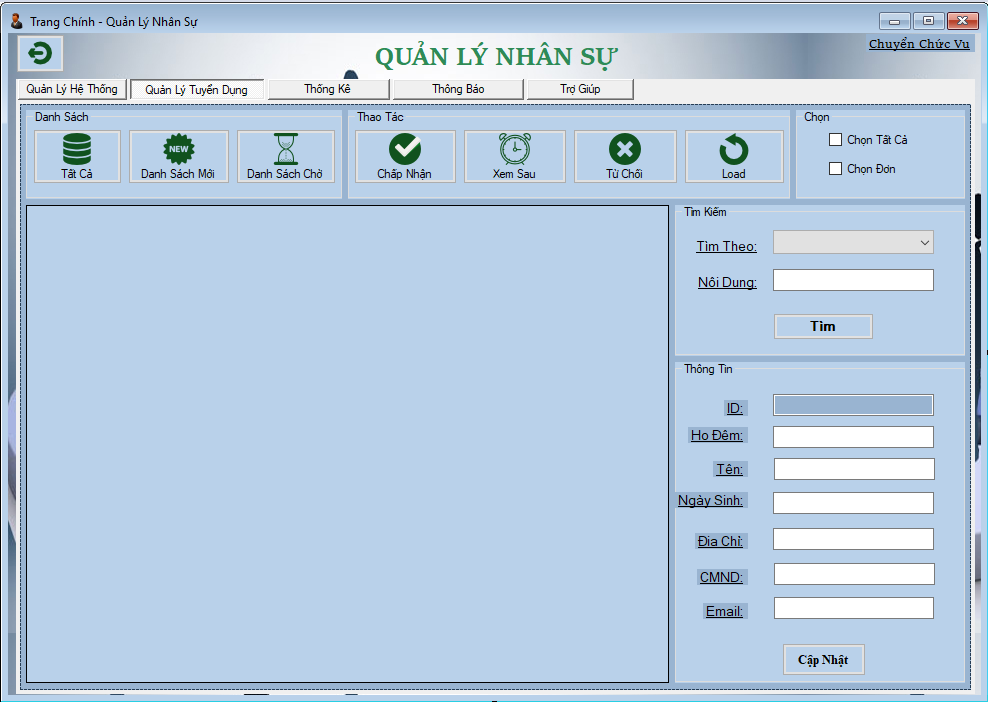 Trang Chính - Quản Lý Nhân Sự
Chuyển Chức Vụ
QUẢN LÝ NHÂN SỰ
Quản Lý Hệ Thống
Quản Lý Tuyển Dụng
Thống Kê
Thông Báo
Trợ Giúp
Danh Sách
Tất Cả
NEW
Danh Sách Mới
Danh Sách Chờ
Thao Tác
Chấp Nhận
Xem Sau
Từ Chối
Load
Chọn
Chọn Tất Cả
Chọn Đơn
Tìm Kiếm
Tìm Theo:
Nội Dung:
Tìm
Thông Tin
ID:
Họ Đệm:
Tên:
Ngày Sinh:
Địa Chỉ:
CMND:
Email:
Cập Nhật